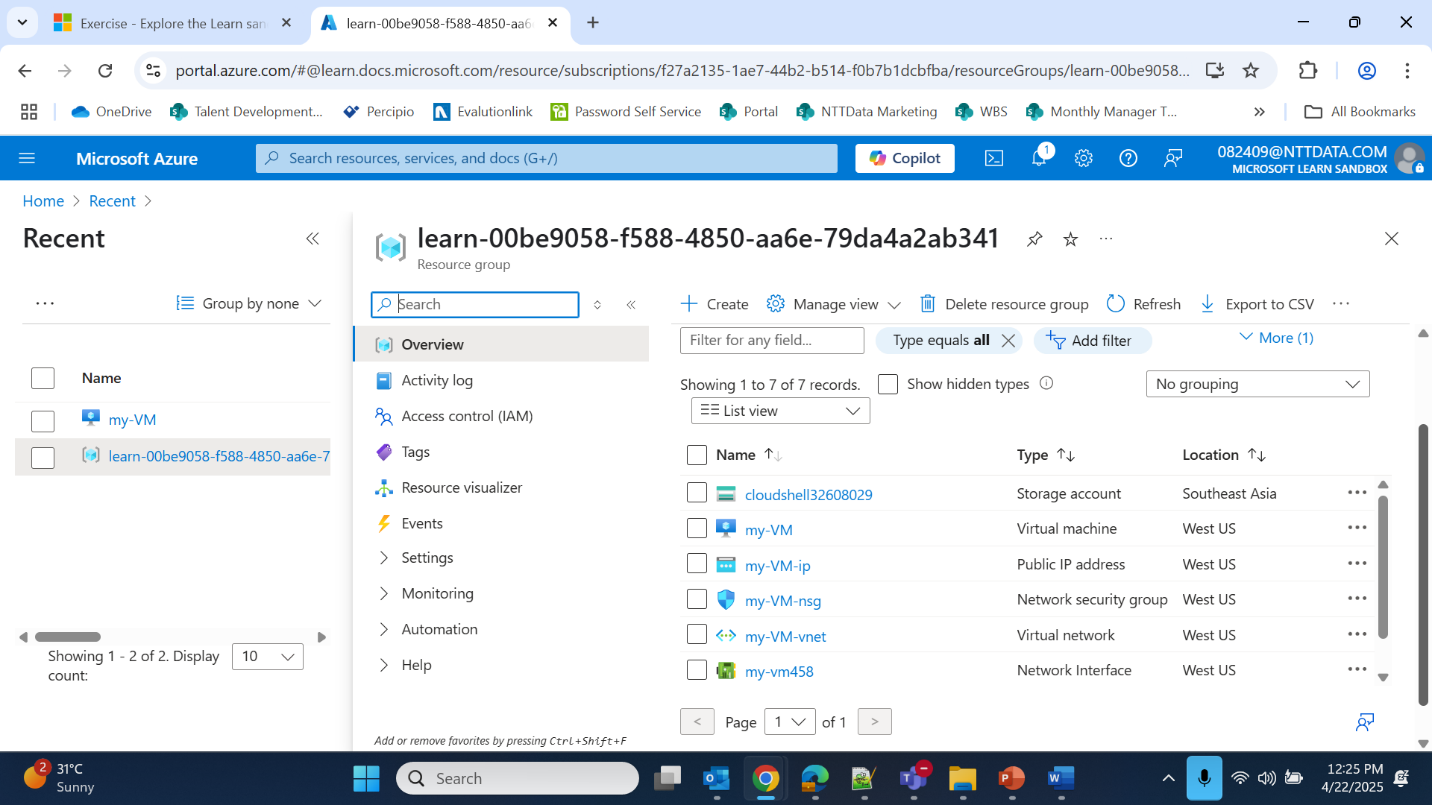 Exercise - Explore the Learn san
learn-00be9058-f588-4850-aa6e
portal.azure.com/#@learn.docs.microsoft.com/resource/subscriptions/f27a2135-1ae7-44b2-b514-f0b7b1dcbfba/resourceGroups/learn-00be9058...
OneDrive Talent Development... Percipio Evalutionlink Password Self Service Portal NTTData Marketing WBS Monthly Manager T... » All Bookmarks
Microsoft Azure
Search resources, services, and docs (G+/)
Copilot
1
082409@NTTDATA.COM
MICROSOFT LEARN SANDBOX
Home > Recent >
Recent
learn-00be9058-f588-4850-aa6e-79da4a2ab341
Resource group
... Group by none
Name
my-VM
learn-00be9058-f588-4850-aa6e-7
Showing 1 - 2 of 2. Display
count:
10
Search
Overview
Activity log
Access control (IAM)
Tags
Resource visualizer
Events
Settings
Monitoring
Automation
Help
Add or remove favorites by pressing Ctrl+Shift+F
Create Manage view Delete resource group Refresh Export to CSV ...
Filter for any field... Type equals all Add filter More (1)
Showing 1 to 7 of 7 records. Show hidden types No grouping
List view
Name Type Location
cloudshell32608029 Storage account Southeast Asia
my-VM Virtual machine West US
my-VM-ip Public IP address West US
my-VM-nsg Network security group West US
my-VM-vnet Virtual network West US
my-vm458 Network Interface West US
< Page 1 of 1 >
2
31°C
Sunny
Search
12:25 PM
4/22/2025